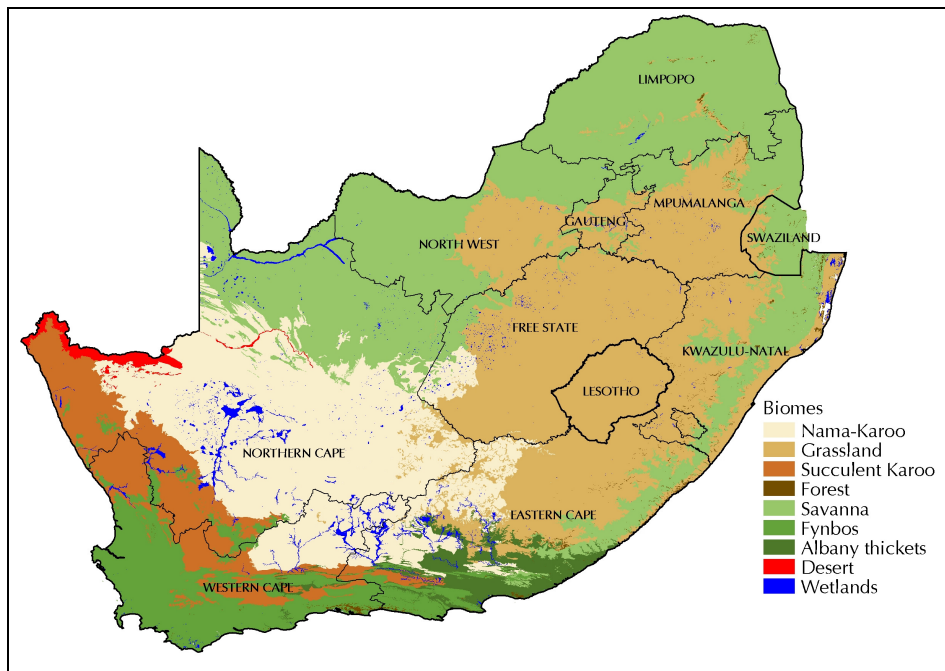 LIMPOPO
MPUMALANGA
GAUTENG
NORTH WEST
SWAZILAND
FREE STATE
KWAZULU-NATAL
LESOTHO
NORTHERN CAPE
EASTERN CAPE
WESTERN CAPE
Biomes
Nama-Karoo
Grassland
Succulent Karoo
Forest
Savanna
Fynbos
Albany thickets
Desert
Wetlands